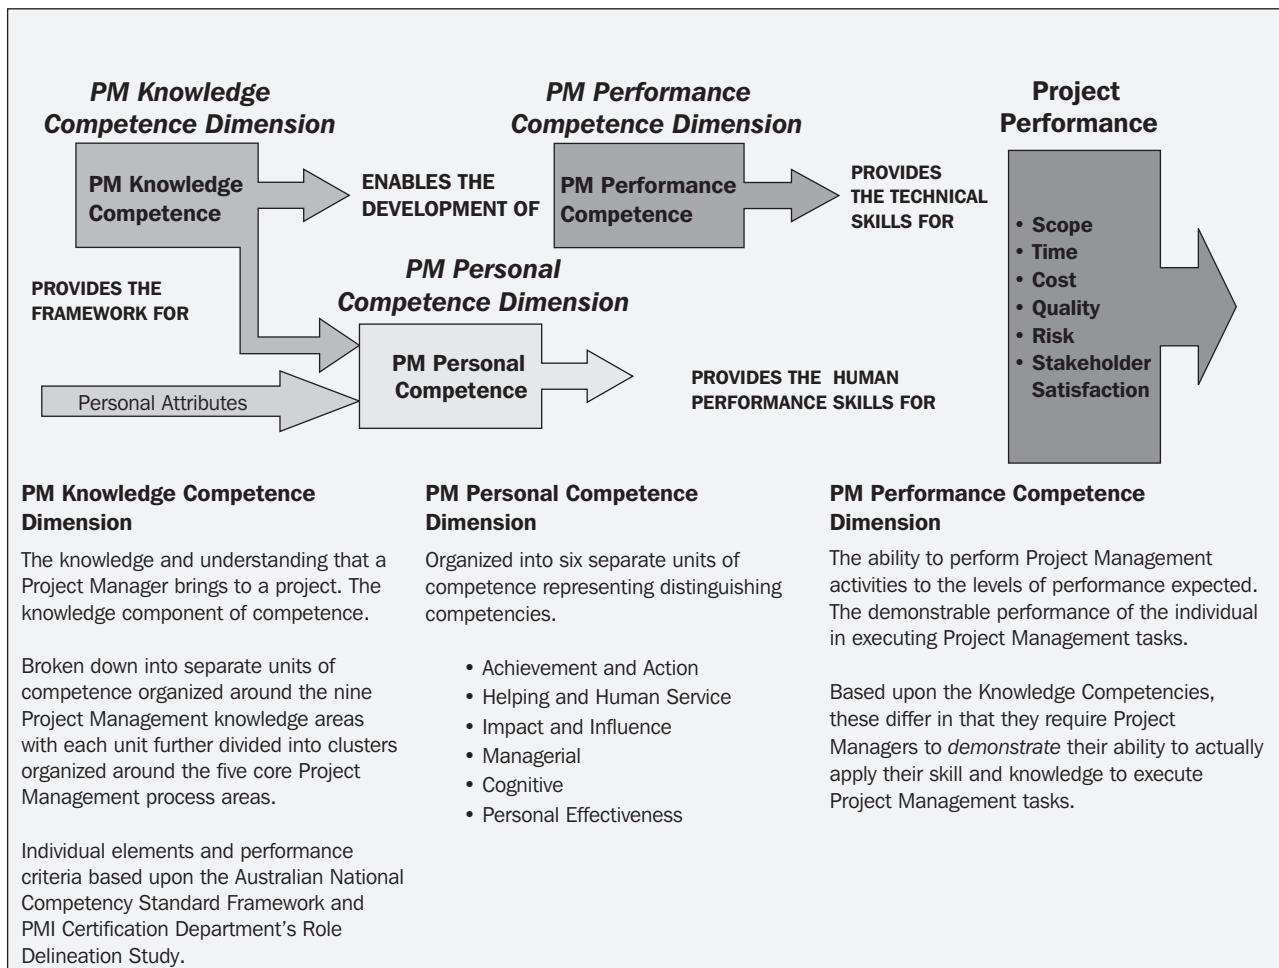 PM Knowledge
Competence Dimension
PM Performance
Competence Dimension
Project
Performance
PM Knowledge
Competence
ENABLES THE
DEVELOPMENT OF
PM Performance
Competence
PROVIDES
THE TECHNICAL
SKILLS FOR
• Scope
• Time
• Cost
• Quality
• Risk
• Stakeholder
Satisfaction
PROVIDES THE
FRAMEWORK FOR
PM Personal
Competence Dimension
PM Personal
Competence
PROVIDES THE HUMAN
PERFORMANCE SKILLS FOR
Personal Attributes
PM Knowledge Competence
Dimension
The knowledge and understanding that a
Project Manager brings to a project. The
knowledge component of competence.
Broken down into separate units of
competence organized around the nine
Project Management knowledge areas
with each unit further divided into clusters
organized around the five core Project
Management process areas.
Individual elements and performance
criteria based upon the Australian National
Competency Standard Framework and
PMI Certification Department's Role
Delineation Study.
PM Personal Competence
Dimension
Organized into six separate units of
competence representing distinguishing
competencies.
• Achievement and Action
• Helping and Human Service
• Impact and Influence
• Managerial
• Cognitive
• Personal Effectiveness
PM Performance Competence
Dimension
The ability to perform Project Management
activities to the levels of performance expected.
The demonstrable performance of the individual
in executing Project Management tasks.
Based upon the Knowledge Competencies,
these differ in that they require Project
Managers to demonstrate their ability to actually
apply their skill and knowledge to execute
Project Management tasks.